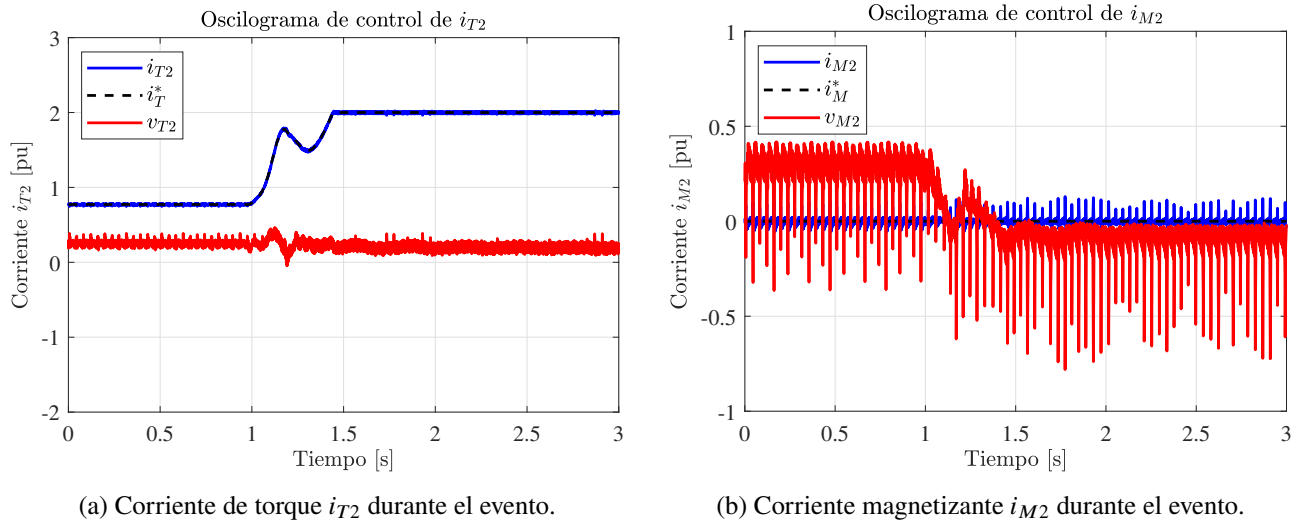 Oscilograma de control de i_{T2}
3
2
1
0
-1
-2
i_{T2}
i_T^*
v_{T2}
Corriente i_{T2} [pu]
0 0.5 1 1.5 2 2.5 3
Tiempo [s]
(a) Corriente de torque i_{T2} durante el evento.
Oscilograma de control de i_{M2}
1
0.5
0
-0.5
-1
i_{M2}
i_M^*
v_{M2}
Corriente i_{M2} [pu]
0 0.5 1 1.5 2 2.5 3
Tiempo [s]
(b) Corriente magnetizante i_{M2} durante el evento.